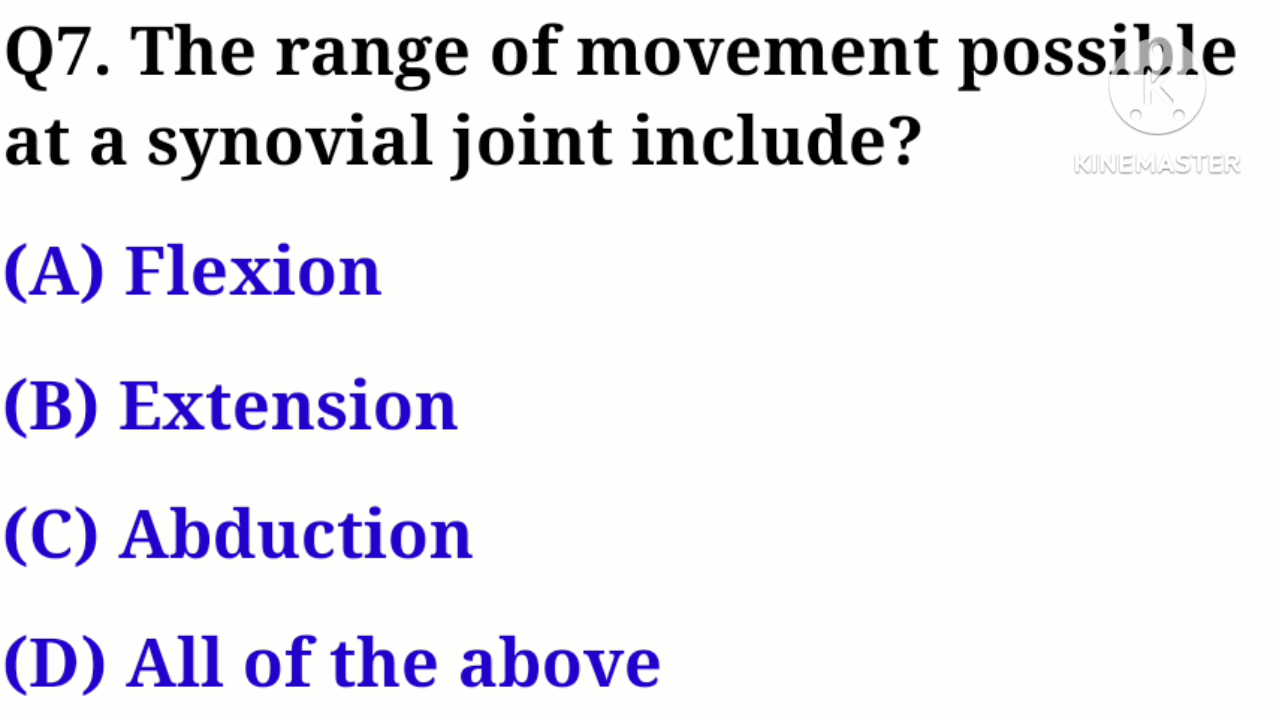 Q7. The range of movement possible
at a synovial joint include?
K
KINEMASTER
(A) Flexion
(B) Extension
(C) Abduction
(D) All of the above